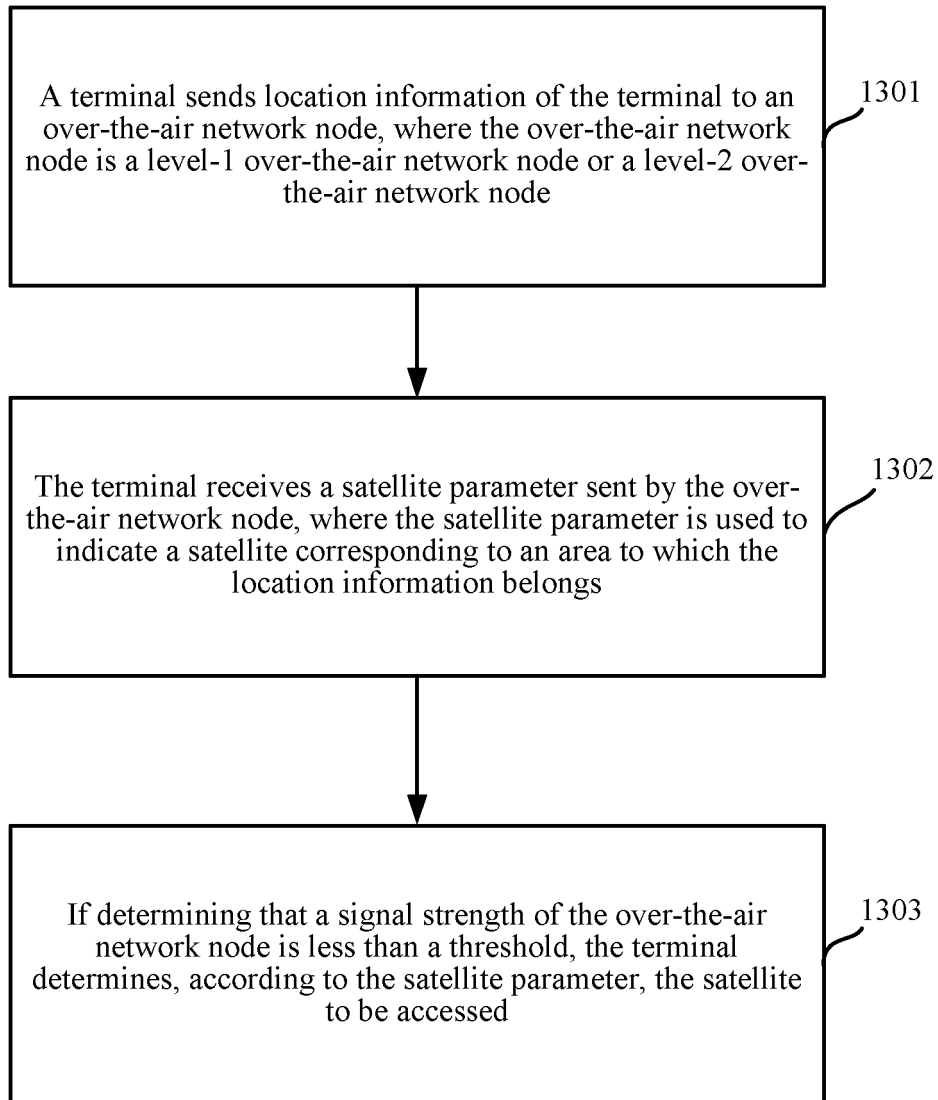 A terminal sends location information of the terminal to an
over-the-air network node, where the over-the-air network
node is a level-1 over-the-air network node or a level-2 over-
the-air network node
1301
The terminal receives a satellite parameter sent by the over-
the-air network node, where the satellite parameter is used to
indicate a satellite corresponding to an area to which the
location information belongs
1302
If determining that a signal strength of the over-the-air
network node is less than a threshold, the terminal
determines, according to the satellite parameter, the satellite
to be accessed
1303